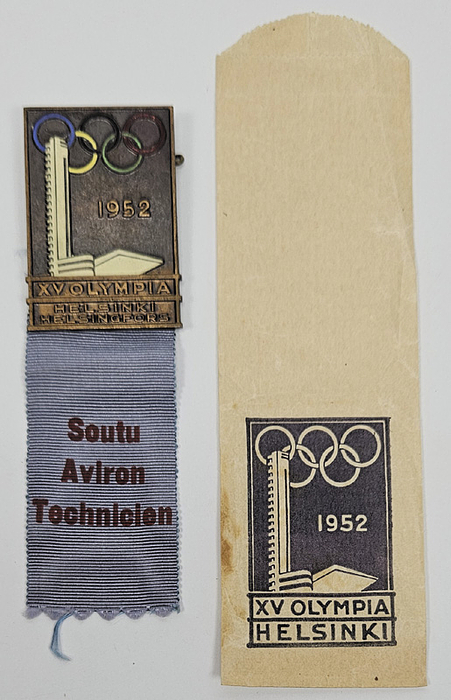 1952
XV OLYMPIA
HELSINKI
HELSINGFORS
Soutu
Aviron
Technicien
1952
XV OLYMPIA
HELSINKI